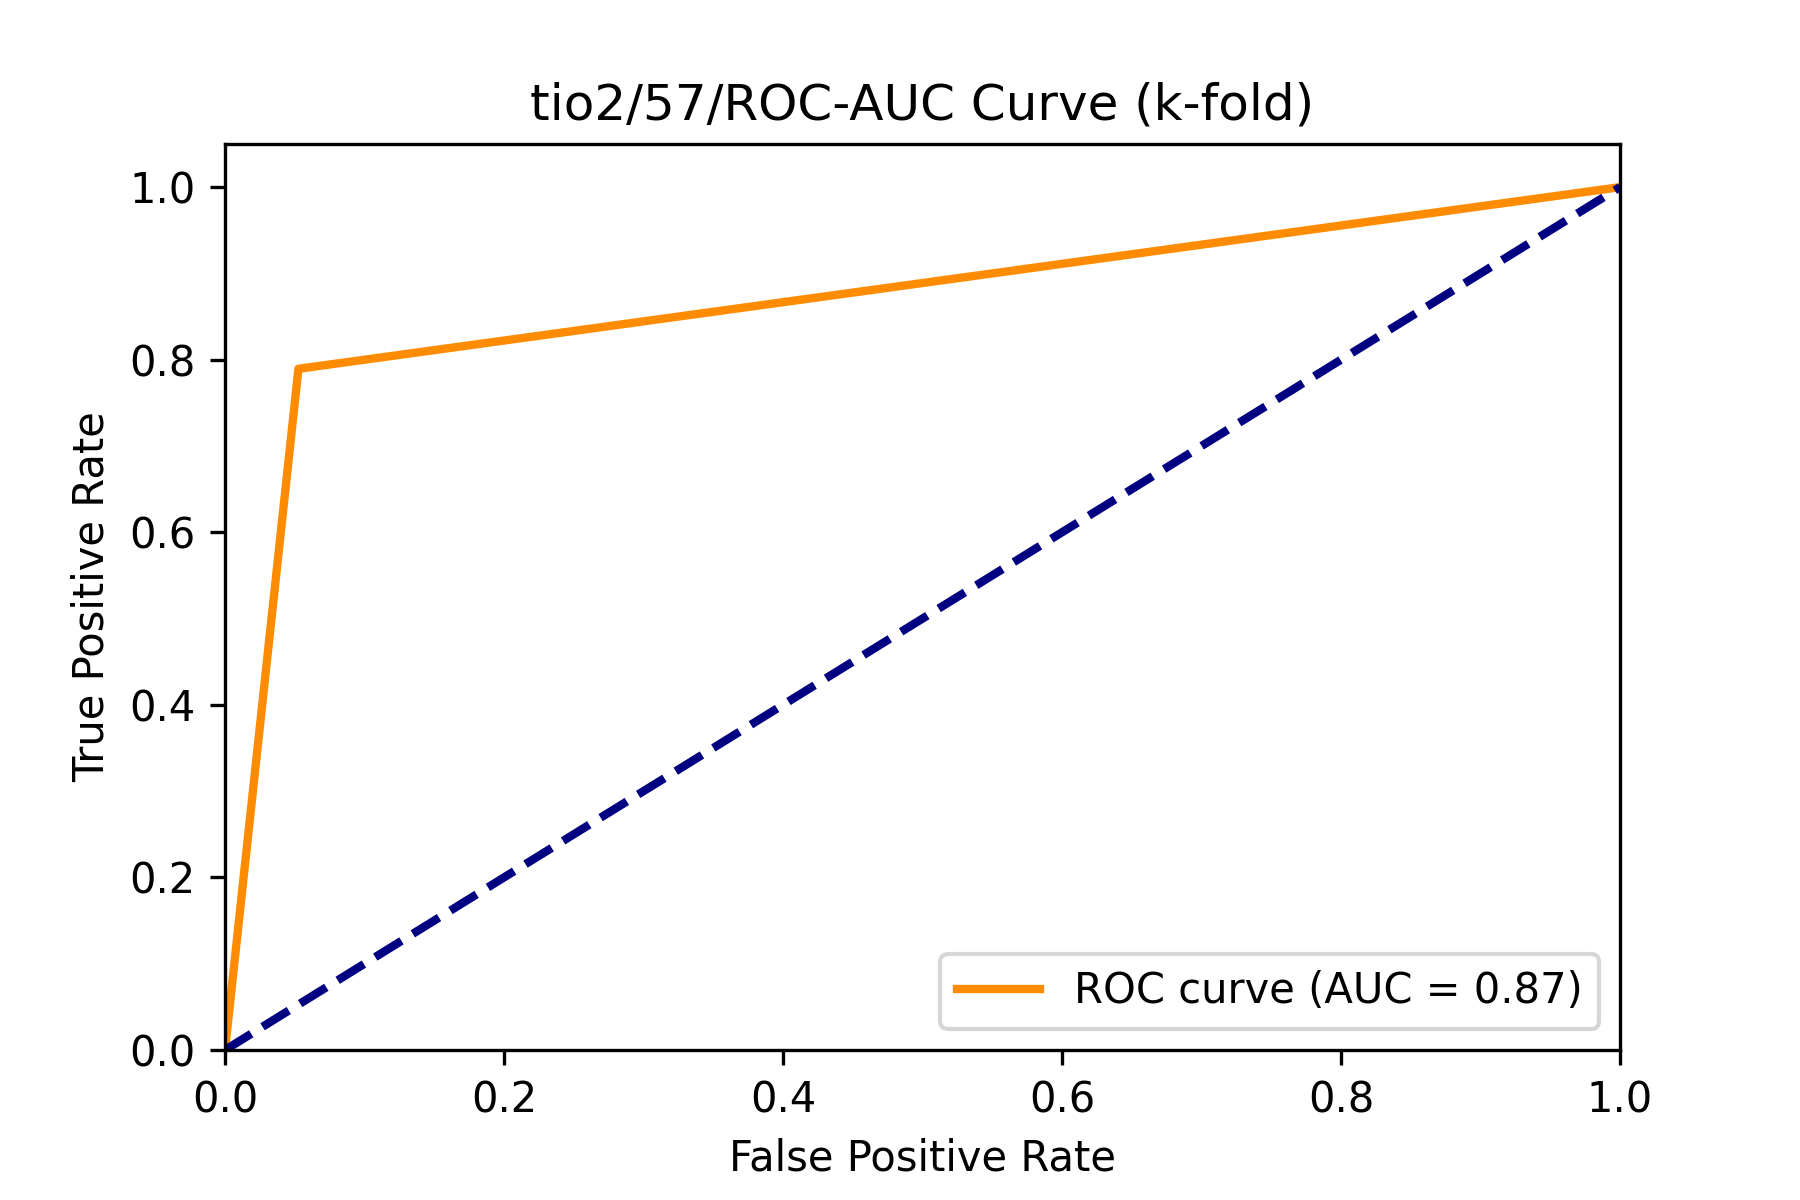 tio2/57/ROC-AUC Curve (k-fold)
1.0
0.8
0.6
0.4
0.2
0.0
True Positive Rate
ROC curve (AUC = 0.87)
0.0 0.2 0.4 0.6 0.8 1.0
False Positive Rate